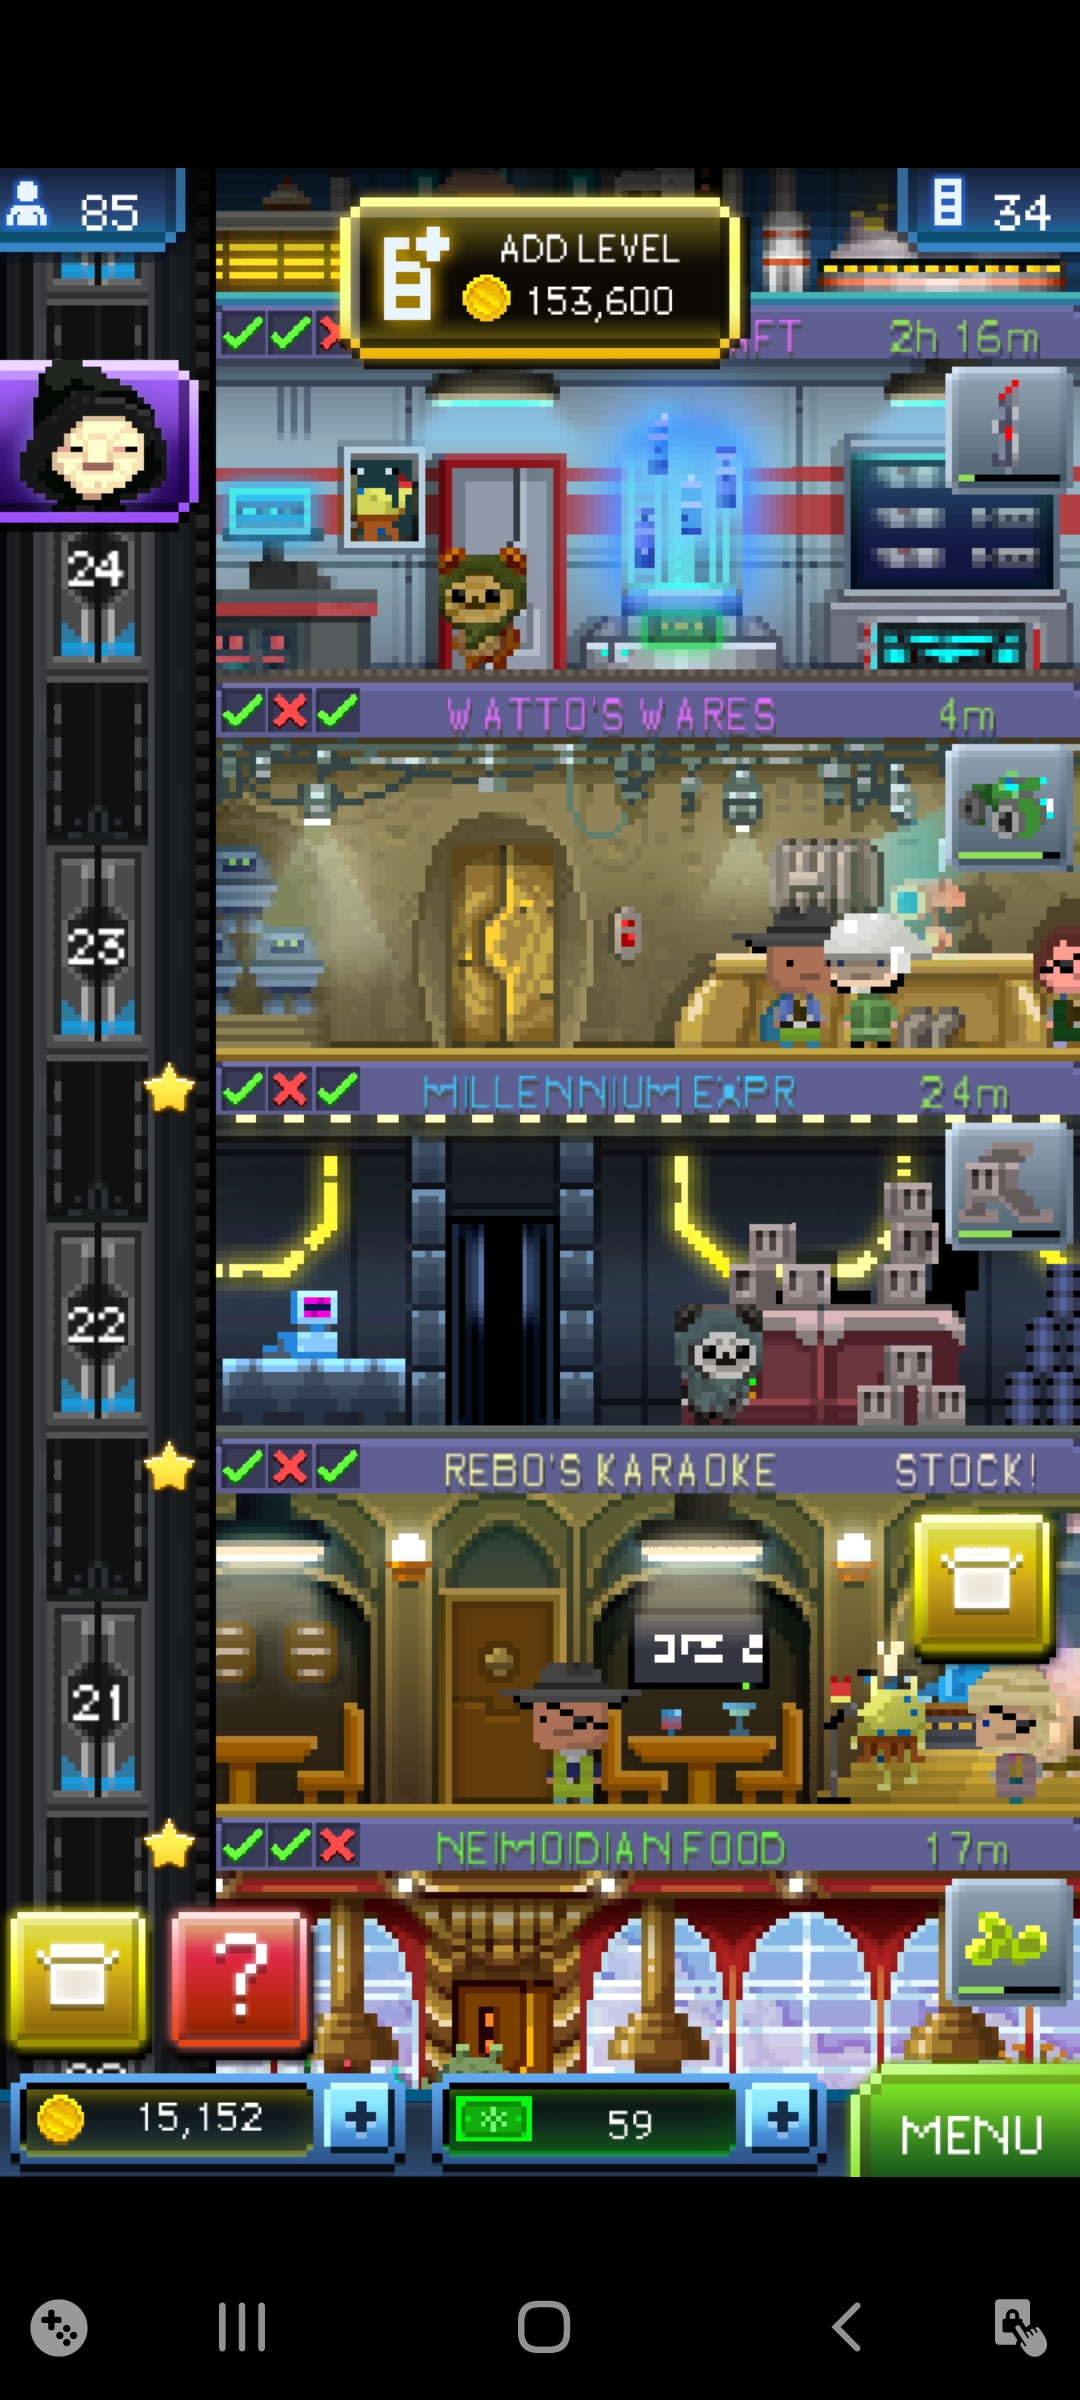 85
34
ADD LEVEL
153,600
AFT
2h 16m
24
WATTO'S WARES
4m
23
MILLENNIUM EXPR
24m
22
REBO'S KARAOKE
STOCK!
21
NEIMOIDIAN FOOD
17m
?
15,152
59
MENU